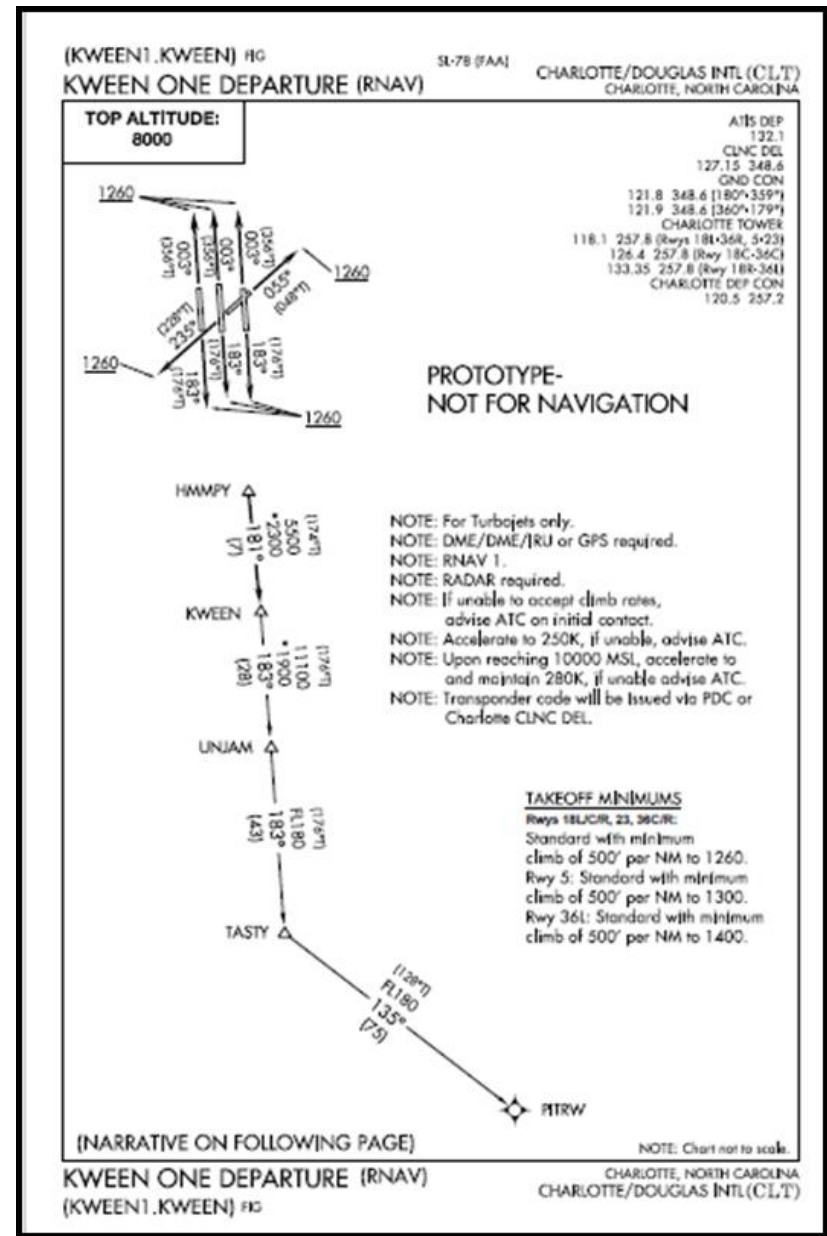 (KWEEN1.KWEEN) FIG
SL-78 (FAA)
CHARLOTTE/DOUGLAS INTL (CLT)
KWEEN ONE DEPARTURE (RNAV)
CHARLOTTE, NORTH CAROLINA
TOP ALTITUDE:
8000
ATIS DEP
132.1
CLNC DEL
127.15 348.6
GND CON
121.8 348.6 (180°-359°)
121.9 348.6 (360°-179°)
CHARLOTTE TOWER
118.1 257.8 (Rwys 18L-36R, 5-23)
126.4 257.8 (Rwy 18C-36C)
133.35 257.8 (Rwy 18R-36L)
CHARLOTTE DEP CON
120.5 257.2
1260
003°
(356°T)
003°
(356°T)
003°
(356°T)
055°
(048°T)
1260
(228°T)
235°
1260
183°
(176°T)
183°
(176°T)
183°
(176°T)
1260
PROTOTYPE-
NOT FOR NAVIGATION
HMMPY
(174°T)
5500
*2300
181°
(7)
KWEEN
(176°T)
11100
*1900
183°
(28)
UNJAM
(176°T)
FL180
183°
(43)
TASTY
(128°T)
FL180
135°
(75)
PITRW
NOTE: For Turbojets only.
NOTE: DME/DME/IRU or GPS required.
NOTE: RNAV 1.
NOTE: RADAR required.
NOTE: If unable to accept climb rates,
advise ATC on initial contact.
NOTE: Accelerate to 250K, if unable, advise ATC.
NOTE: Upon reaching 10000 MSL, accelerate to
and maintain 280K, if unable advise ATC.
NOTE: Transponder code will be issued via PDC or
Charlotte CLNC DEL.
TAKEOFF MINIMUMS
Rwys 18L/C/R, 23, 36C/R:
Standard with minimum
climb of 500' per NM to 1260.
Rwy 5: Standard with minimum
climb of 500' per NM to 1300.
Rwy 36L: Standard with minimum
climb of 500' per NM to 1400.
(NARRATIVE ON FOLLOWING PAGE)
NOTE: Chart not to scale.
KWEEN ONE DEPARTURE (RNAV)
CHARLOTTE, NORTH CAROLINA
(KWEEN1.KWEEN) FIG
CHARLOTTE/DOUGLAS INTL (CLT)